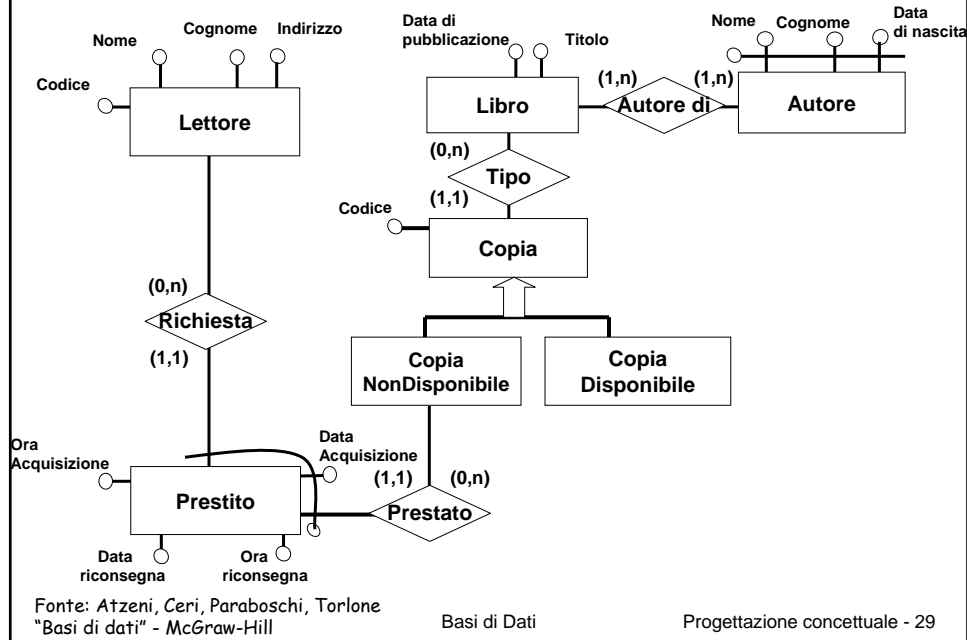 Nome
Cognome
Indirizzo
Codice
Lettore
Data di
pubblicazione
Titolo
Libro
(1,n)
Autore di
(1,n)
Nome
Cognome
Data
di nascita
Autore
(0,n)
Tipo
(1,1)
Codice
Copia
(0,n)
Richiesta
(1,1)
Copia
NonDisponibile
Copia
Disponibile
Ora
Acquisizione
Data
Acquisizione
Prestito
(1,1)
(0,n)
Prestato
Data
riconsegna
Ora
riconsegna
Fonte: Atzeni, Ceri, Paraboschi, Torlone
"Basi di dati" - McGraw-Hill
Basi di Dati
Progettazione concettuale - 29